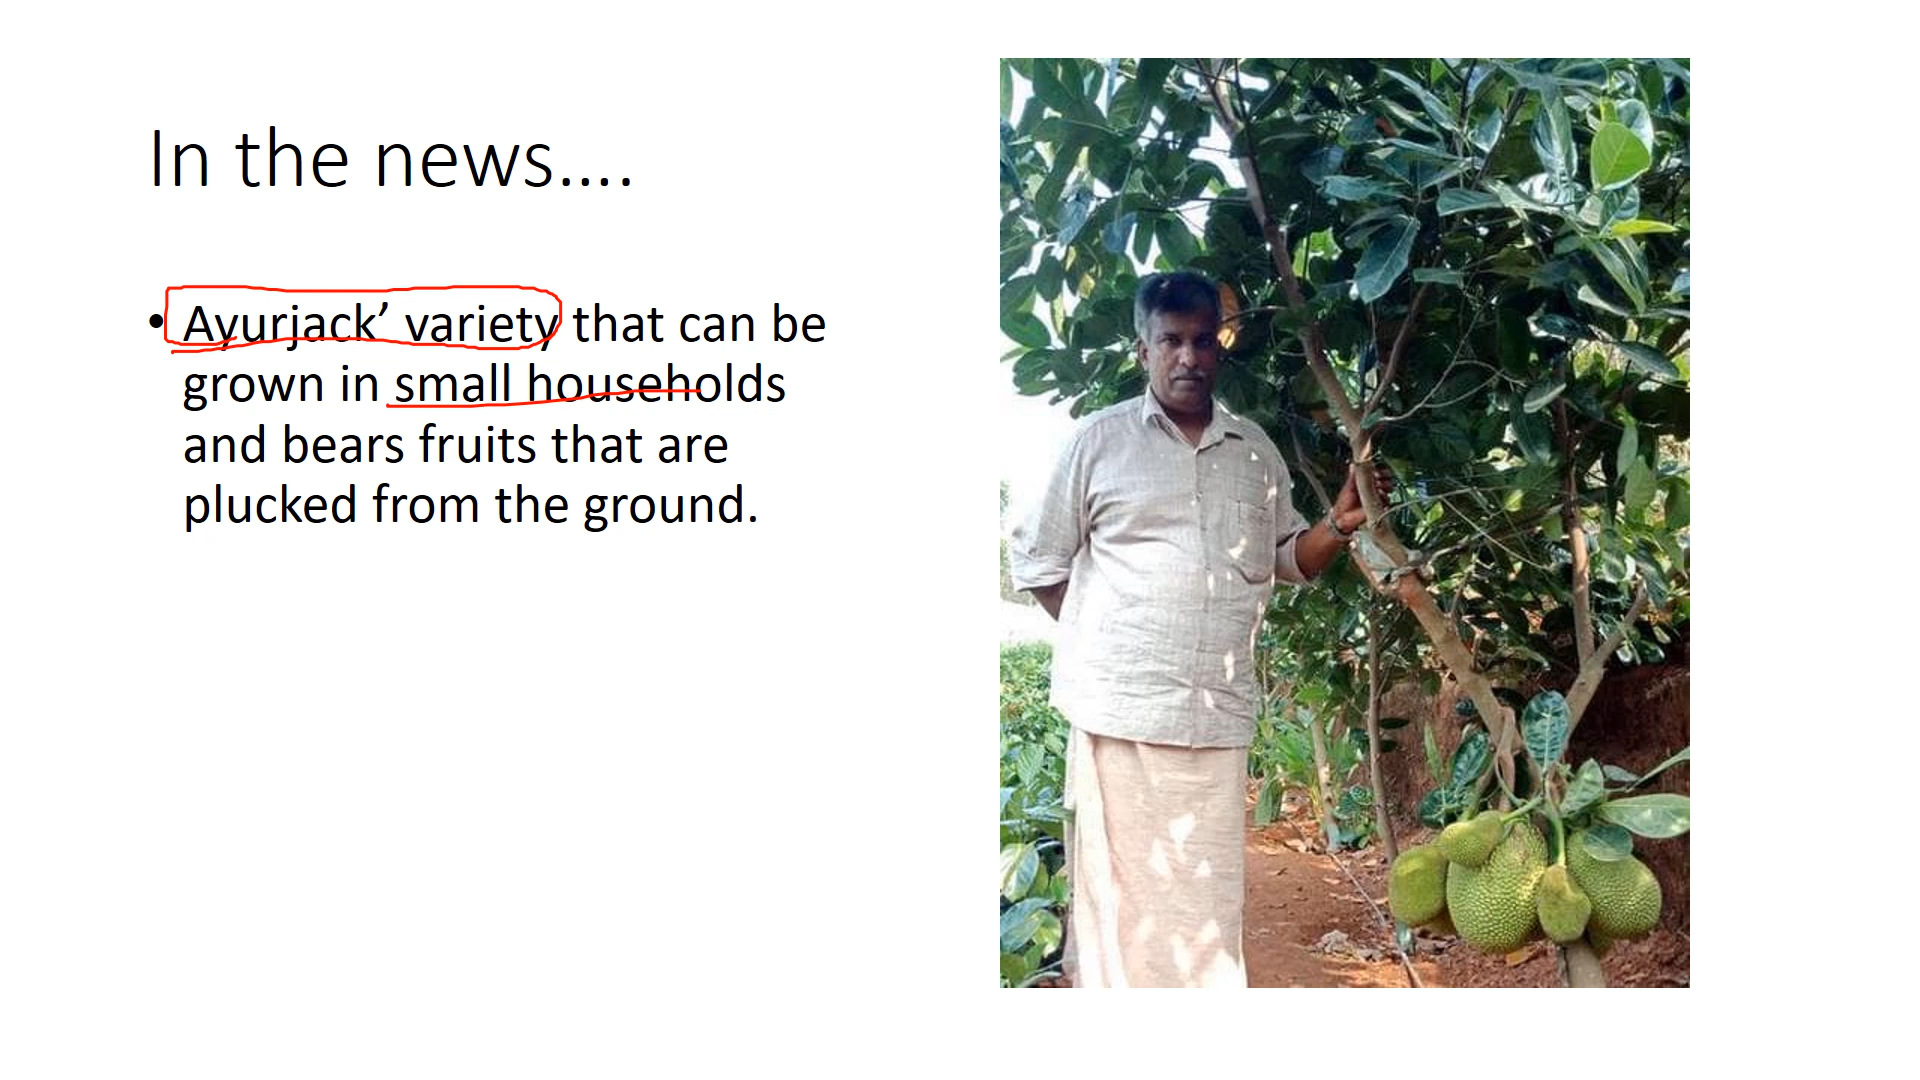 In the news....
• Ayurjack’ variety that can be
grown in small households
and bears fruits that are
plucked from the ground.